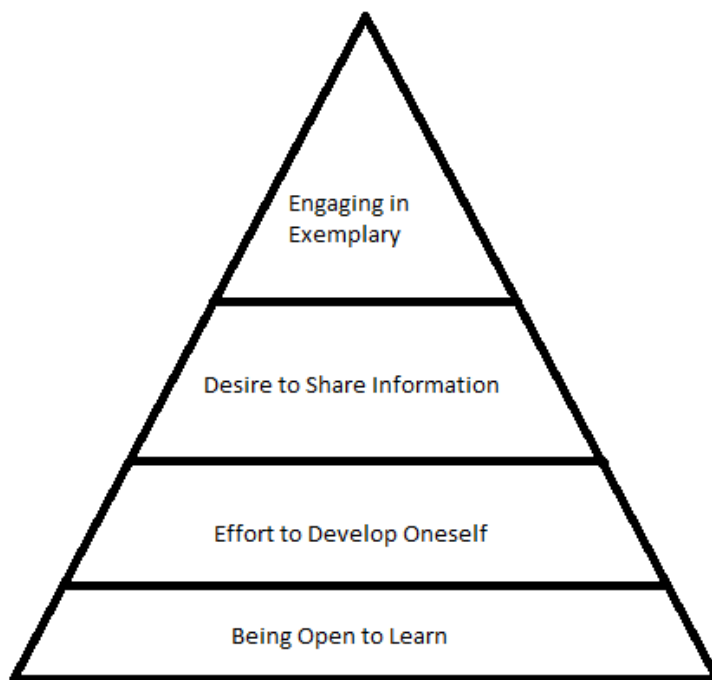 Engaging in
Exemplary
Desire to Share Information
Effort to Develop Oneself
Being Open to Learn